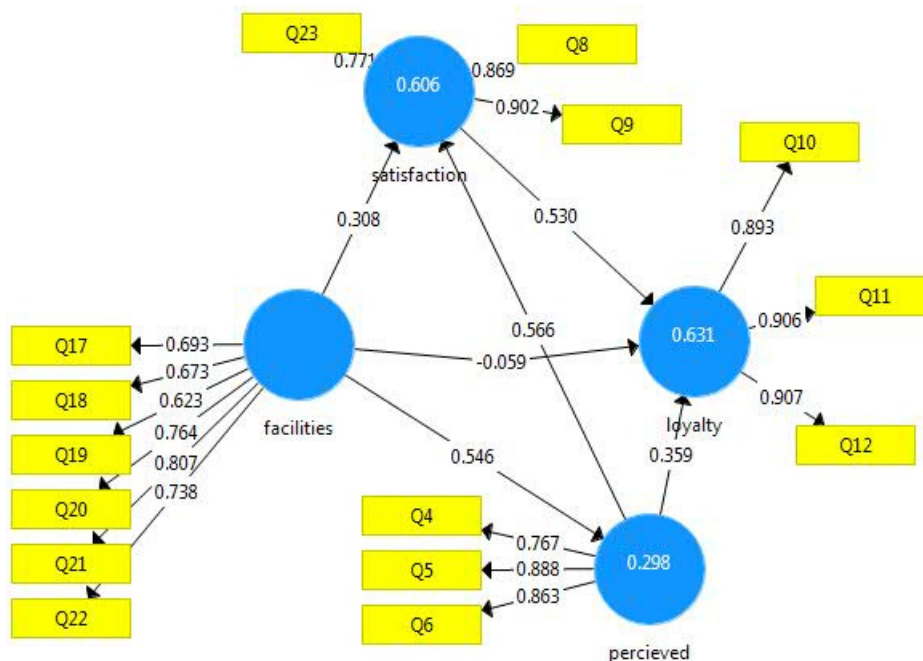 Q23
Q8
0.771
0.869
0.606
0.902
Q9
Q10
satisfaction
0.308
0.530
0.893
Q11
0.566
0.906
Q17
0.693
0.631
-0.059
Q18
0.673
0.623
0.907
facilities
loyalty
Q19
0.764
Q12
0.807
0.546
0.359
Q20
0.738
Q4
0.767
Q21
Q5
0.888
0.298
0.863
Q22
Q6
percieved